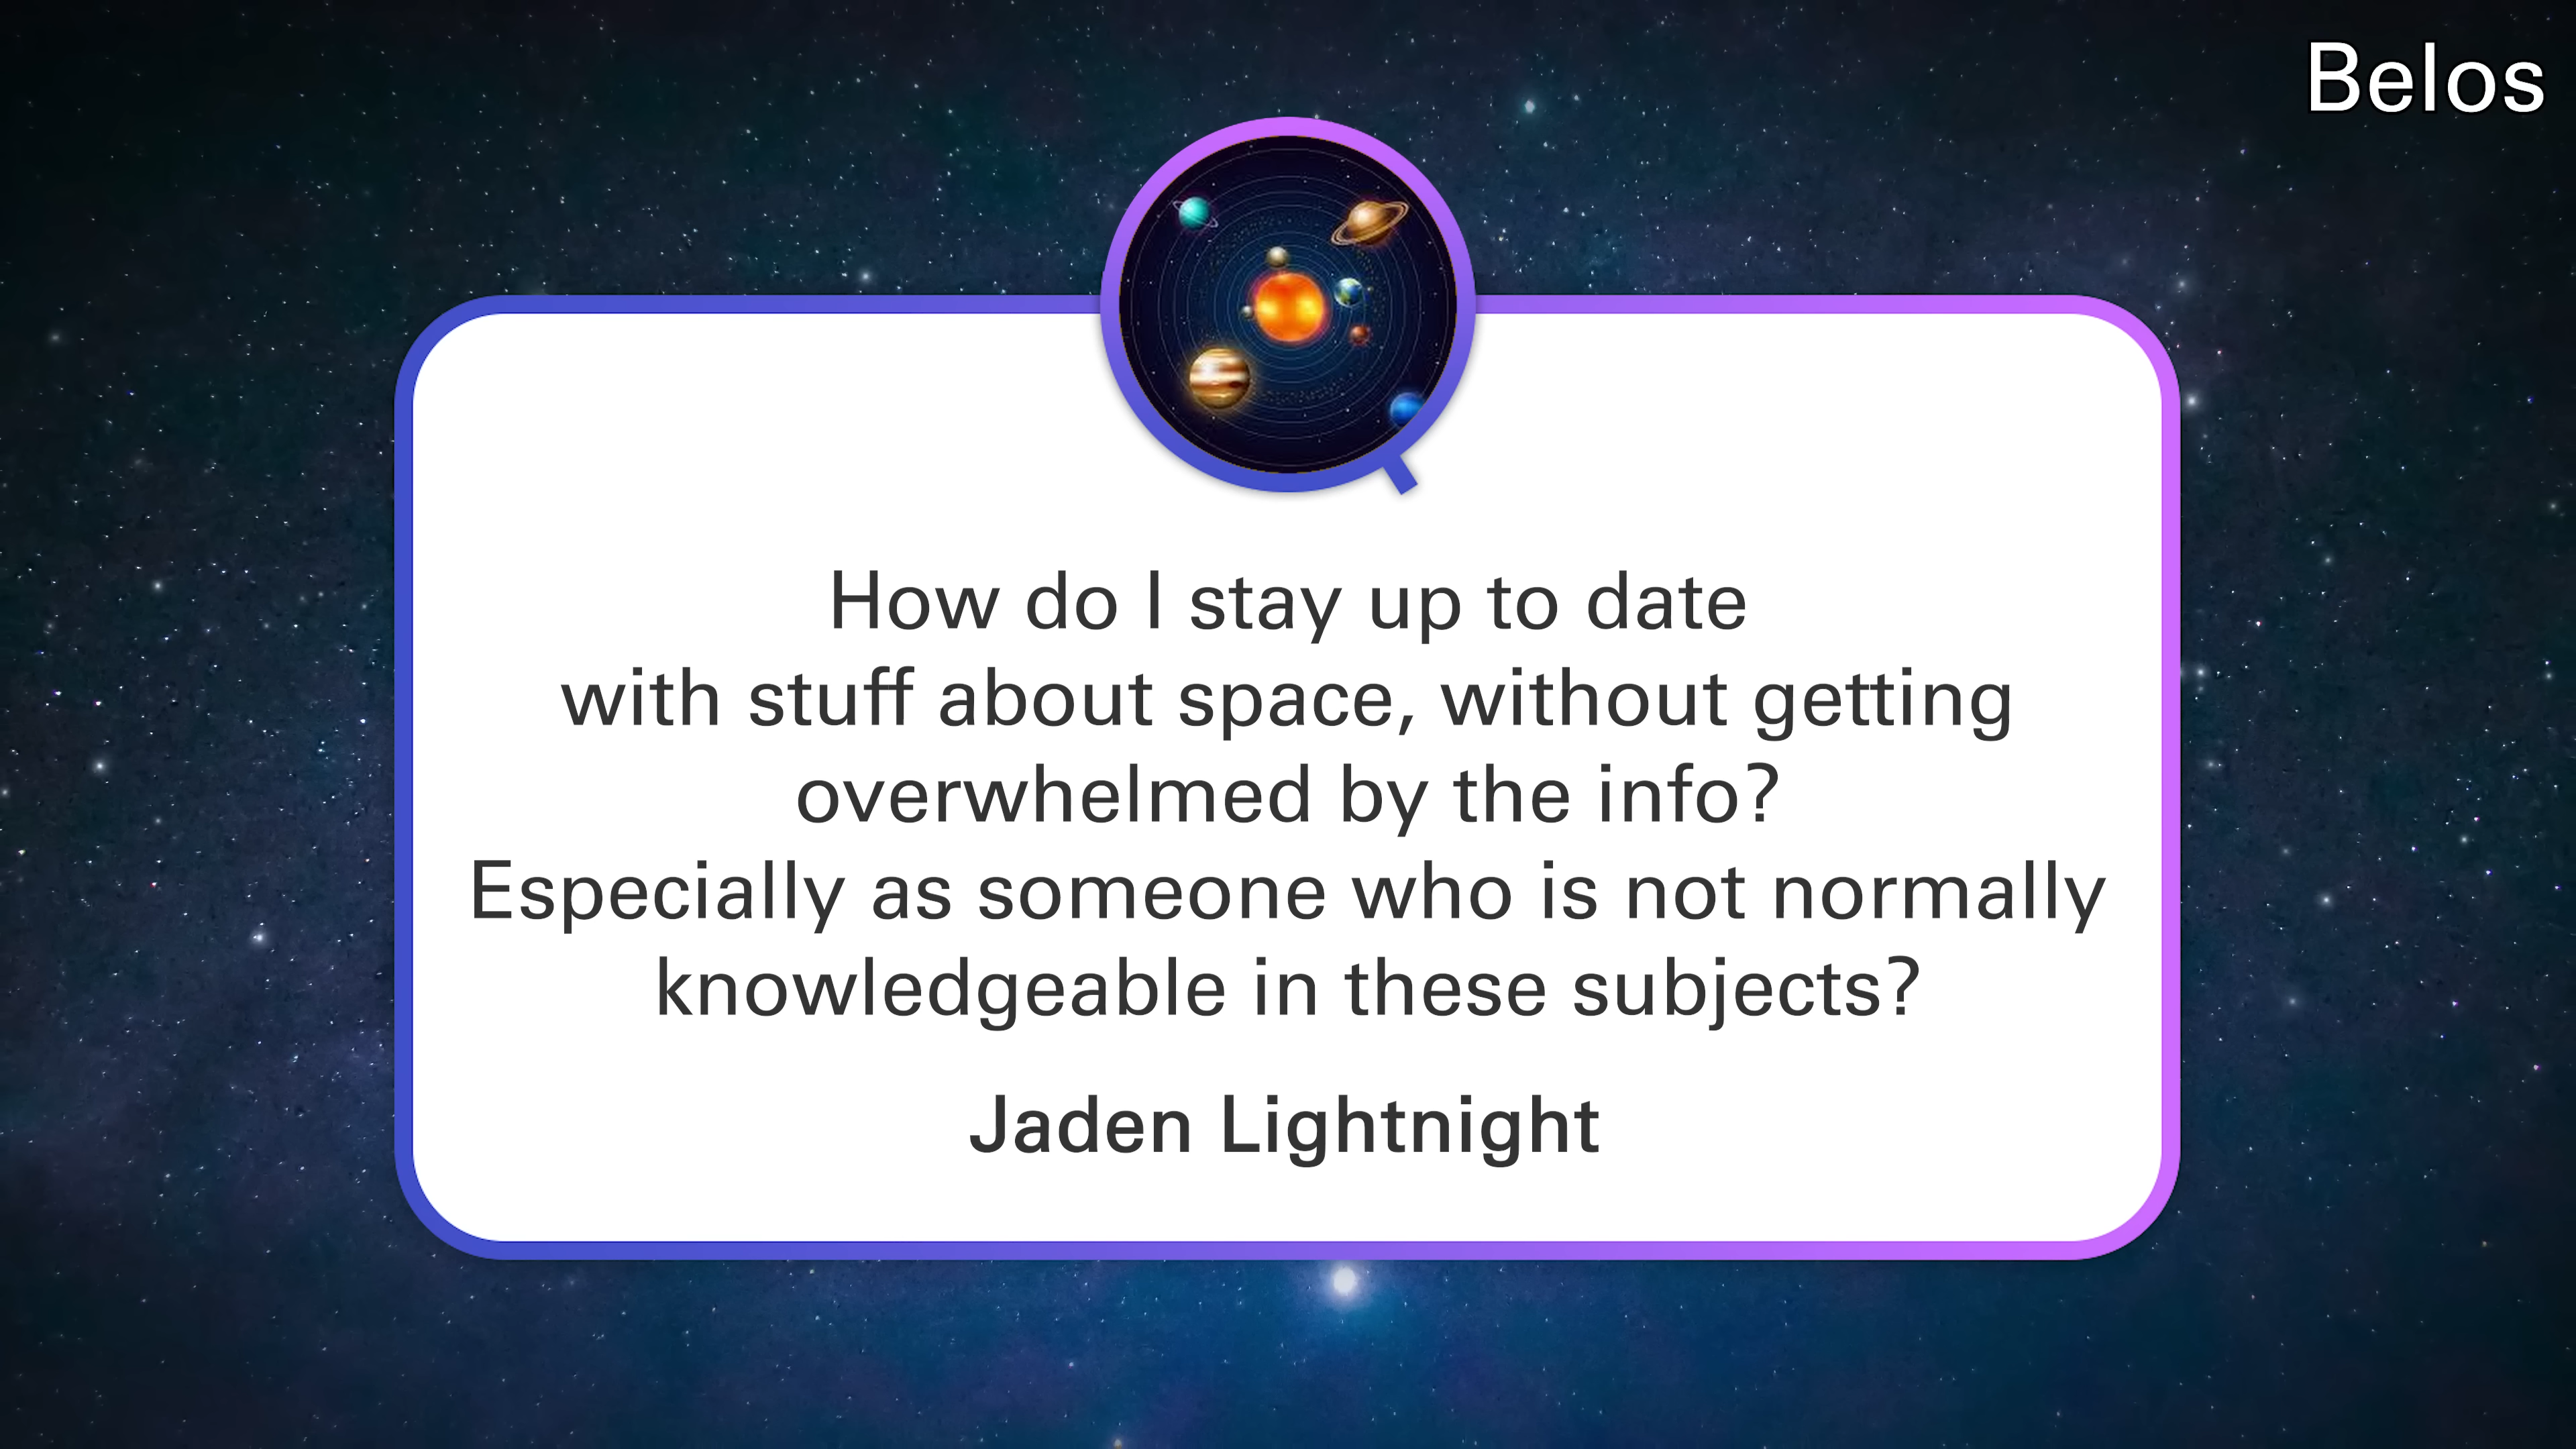 Belos
How do I stay up to date
with stuff about space, without getting
overwhelmed by the info?
Especially as someone who is not normally
knowledgeable in these subjects?
Jaden Lightnight